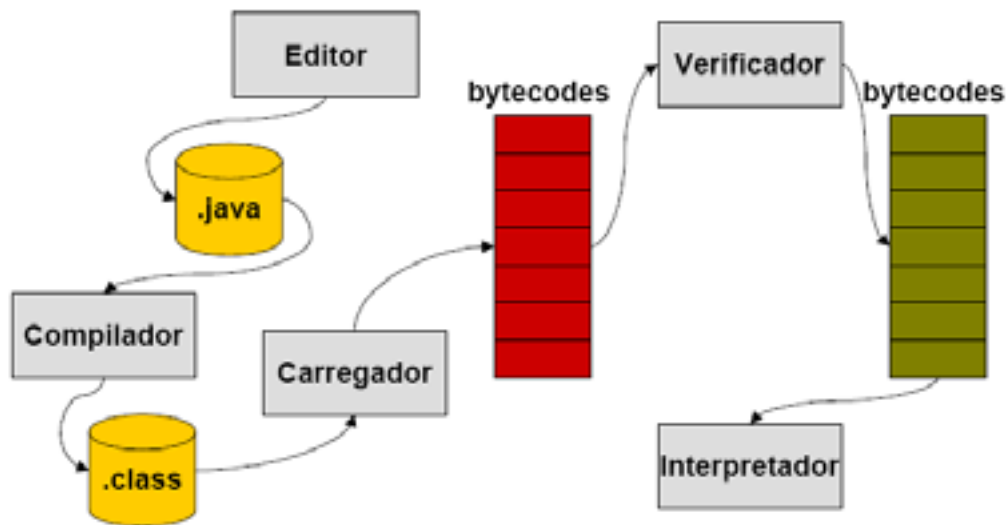 Editor
.java
Compilador
.class
Carregador
bytecodes
Verificador
bytecodes
Interpretador